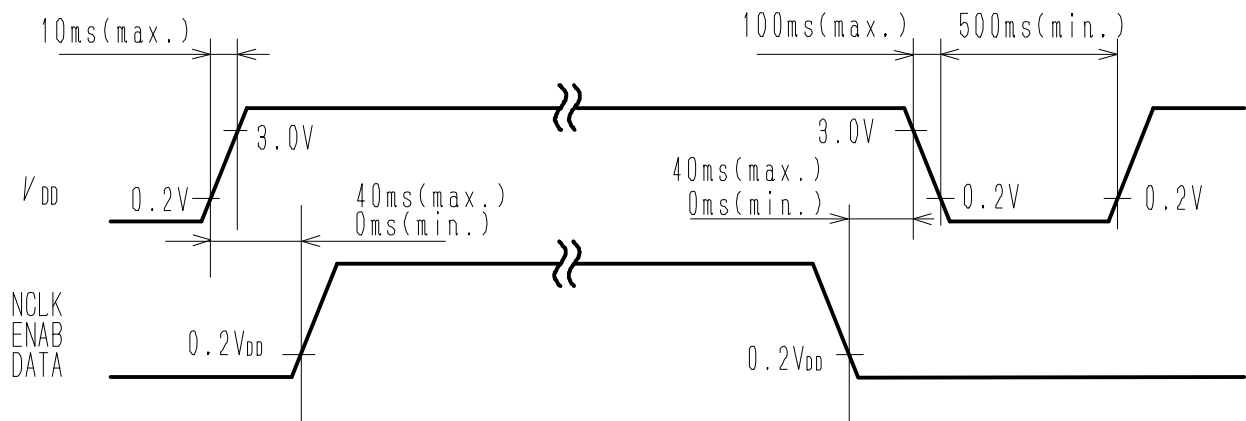 10ms(max.)
100ms(max.)
500ms(min.)
3.0V
3.0V
VDD
0.2V
40ms(max.)
0ms(min.)
40ms(max.)
0ms(min.)
0.2V
0.2V
NCLK
ENAB
DATA
0.2VDD
0.2VDD